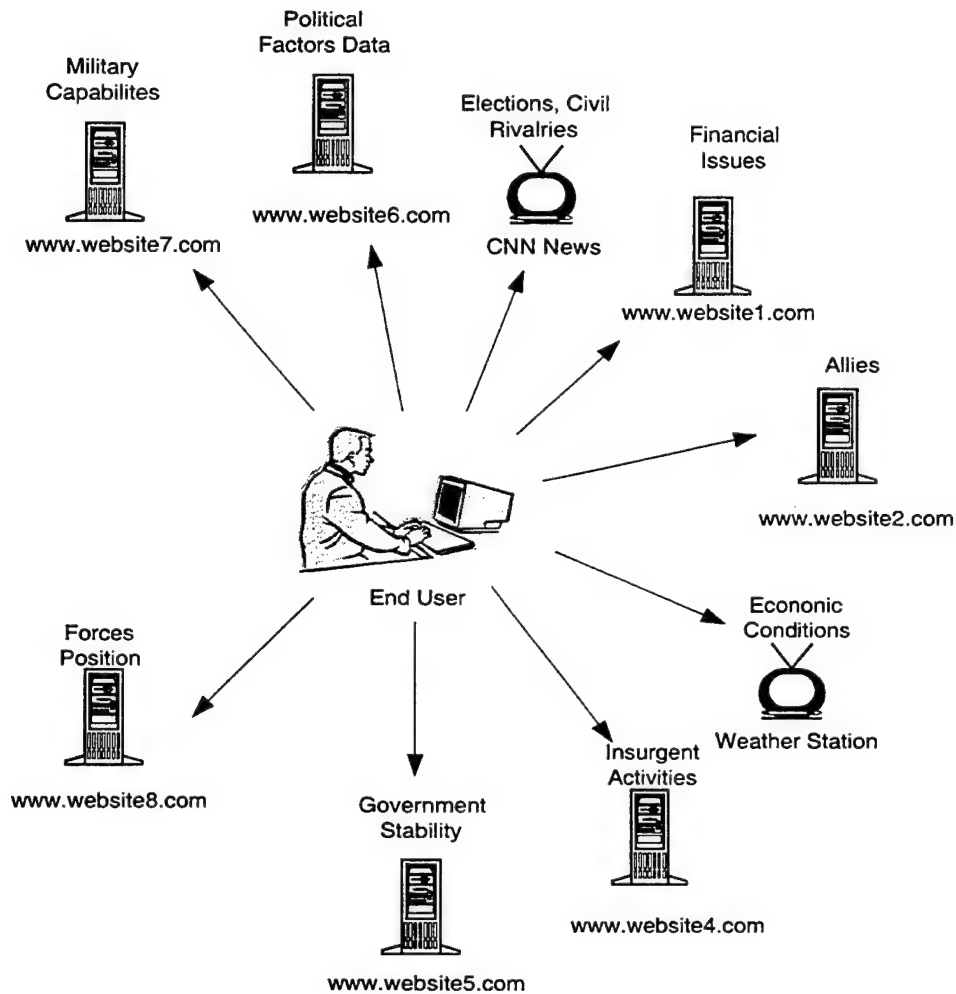 Political
Factors Data
Military
Capabilites
Elections, Civil
Rivalries
Financial
Issues
www.website6.com
www.website7.com
CNN News
www.website1.com
Allies
www.website2.com
End User
Econonic
Conditions
Forces
Position
Weather Station
Insurgent
Activities
www.website8.com
Government
Stability
www.website4.com
www.website5.com